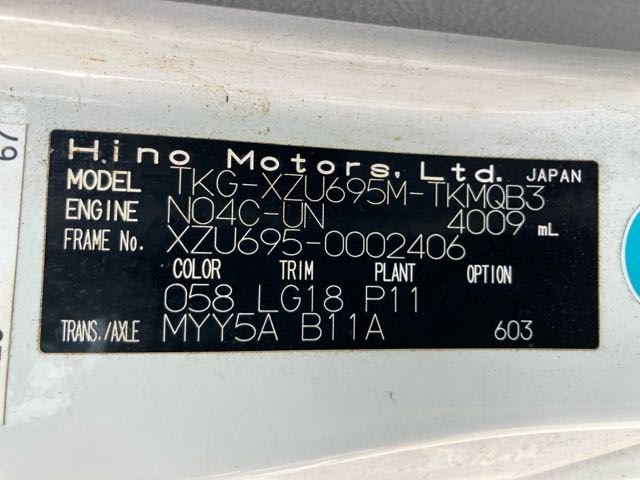 Hino Motors, Ltd. JAPAN
MODEL TKG-XZU695M-TKMQB3
ENGINE N04C-UN 4009 mL
FRAME No. XZU695-0002406
COLOR TRIM PLANT OPTION
058 LG18 P11
TRANS./AXLE MYY5A B11A 603
67